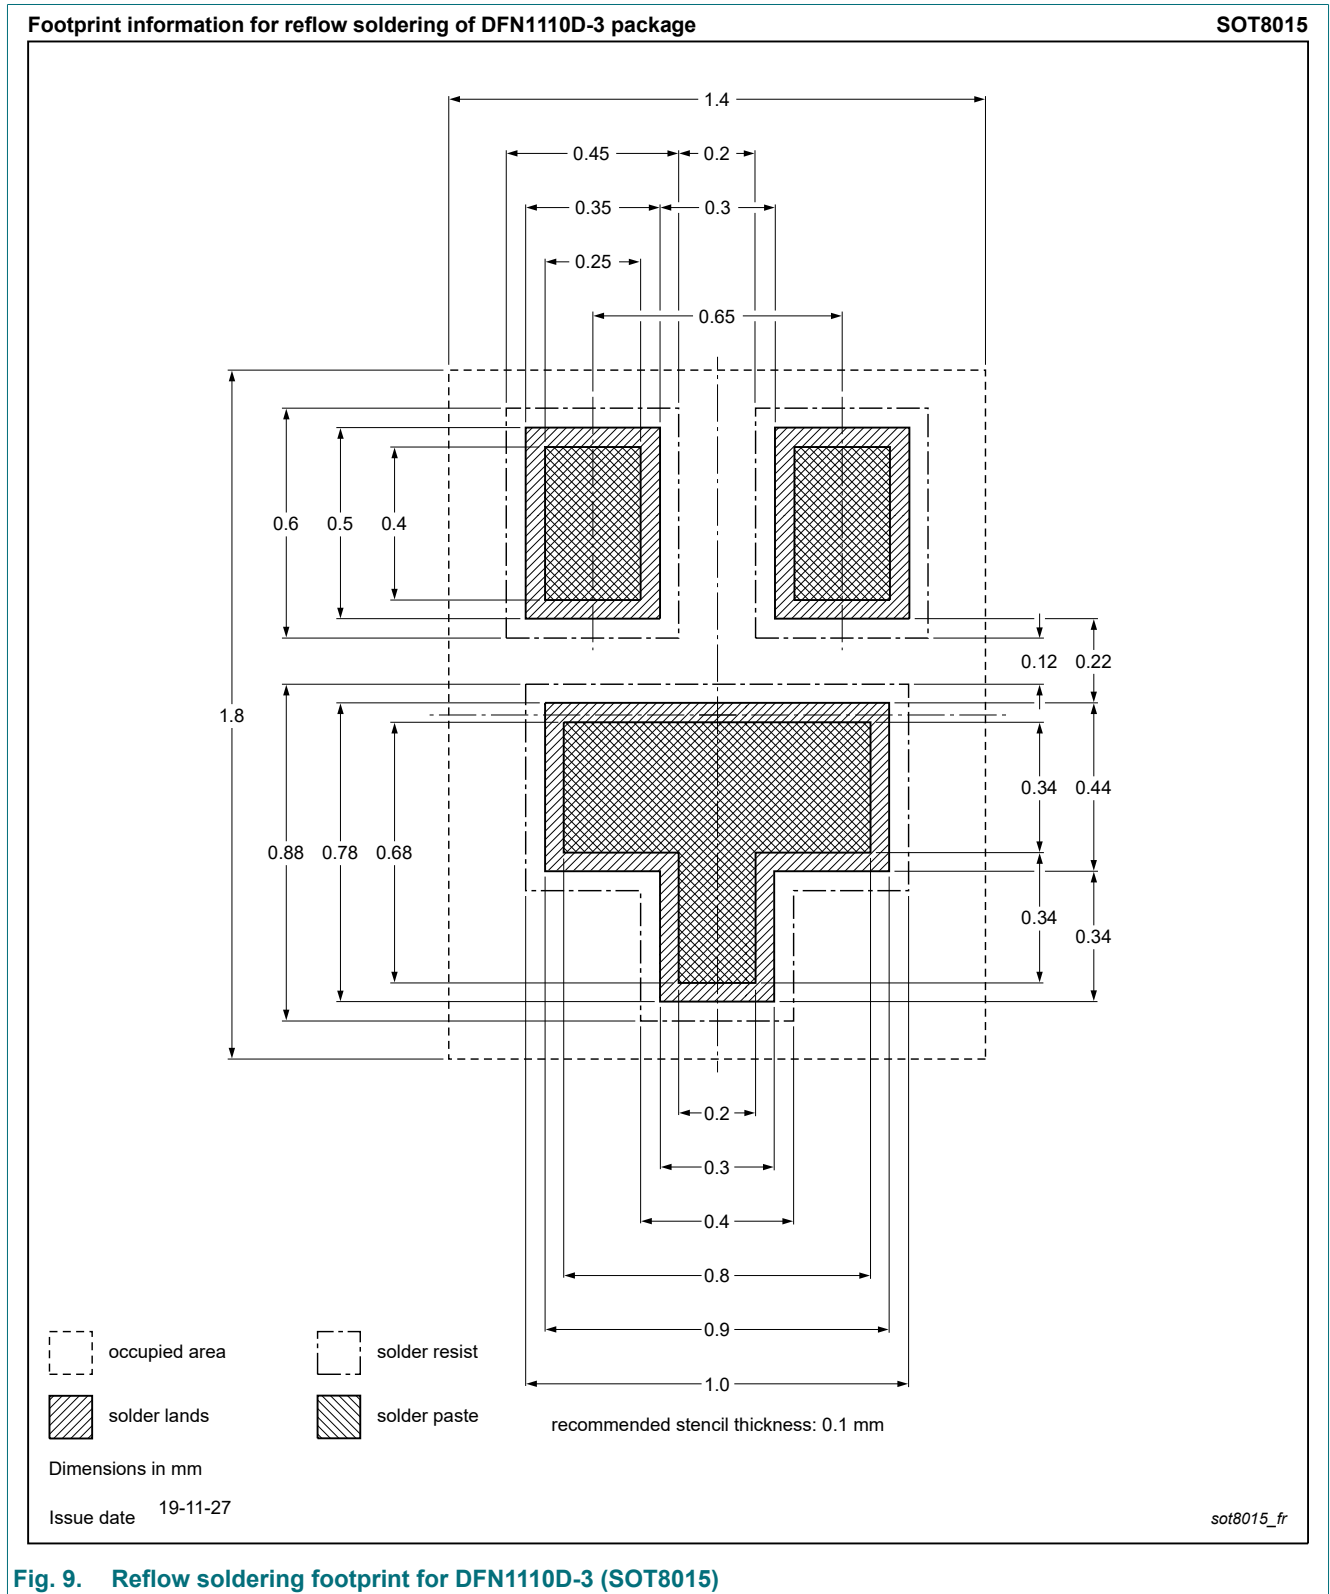 Footprint information for reflow soldering of DFN1110D-3 package SOT8015
1.4
0.45 0.2
0.35 0.3
0.25
0.65
0.6 0.5 0.4
0.12 0.22
1.8
0.34 0.44
0.88 0.78 0.68
0.34 0.34
0.2
0.3
0.4
0.8
0.9
1.0
occupied area solder resist
solder lands solder paste
recommended stencil thickness: 0.1 mm
Dimensions in mm
Issue date 19-11-27
sot8015_fr
Fig. 9. Reflow soldering footprint for DFN1110D-3 (SOT8015)